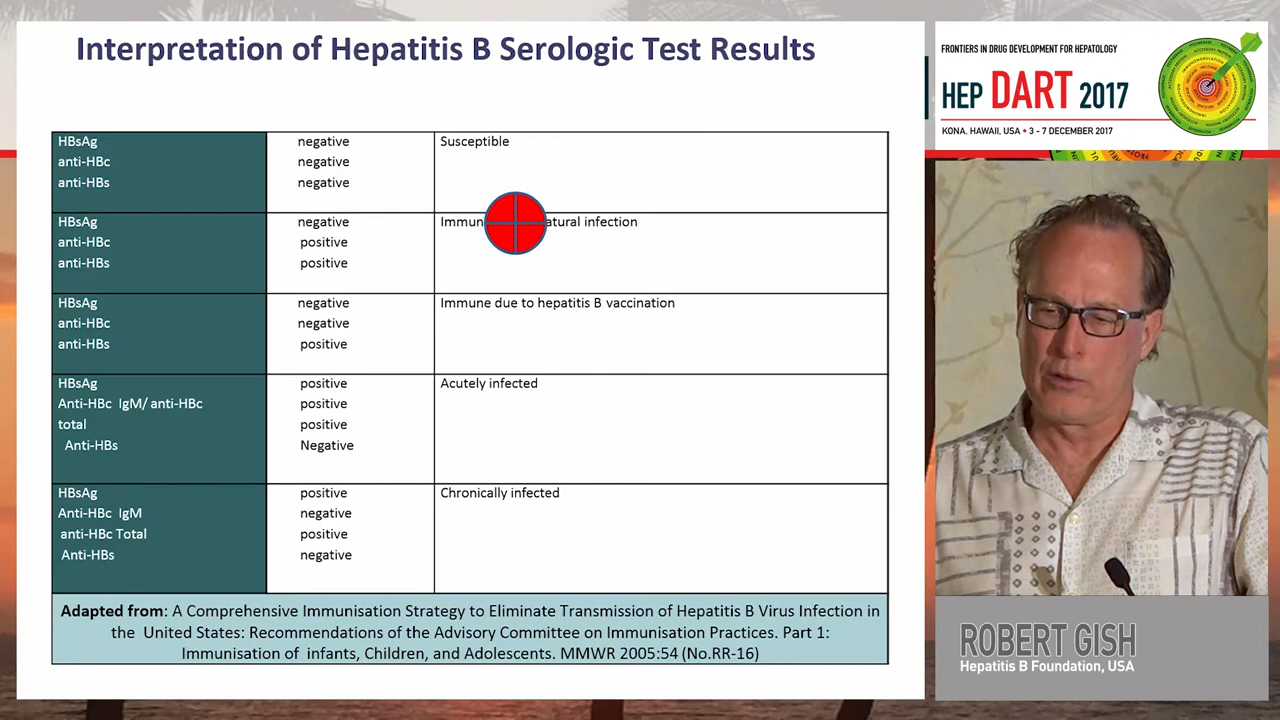 Interpretation of Hepatitis B Serologic Test Results
HBsAg negative Susceptible
anti-HBc negative
anti-HBs negative
HBsAg negative Immun atural infection
anti-HBc positive
anti-HBs positive
HBsAg negative Immune due to hepatitis B vaccination
anti-HBc negative
anti-HBs positive
HBsAg positive Acutely infected
Anti-HBc IgM/ anti-HBc positive
total positive
Anti-HBs Negative
HBsAg positive Chronically infected
Anti-HBc IgM negative
anti-HBc Total positive
Anti-HBs negative
Adapted from: A Comprehensive Immunisation Strategy to Eliminate Transmission of Hepatitis B Virus Infection in
the United States: Recommendations of the Advisory Committee on Immunisation Practices. Part 1:
Immunisation of infants, Children, and Adolescents. MMWR 2005:54 (No.RR-16)
FRONTIERS IN DRUG DEVELOPMENT FOR HEPATOLOGY
HEP DART 2017
KONA, HAWAII, USA • 3 - 7 DECEMBER 2017
ROBERT GISH
Hepatitis B Foundation, USA